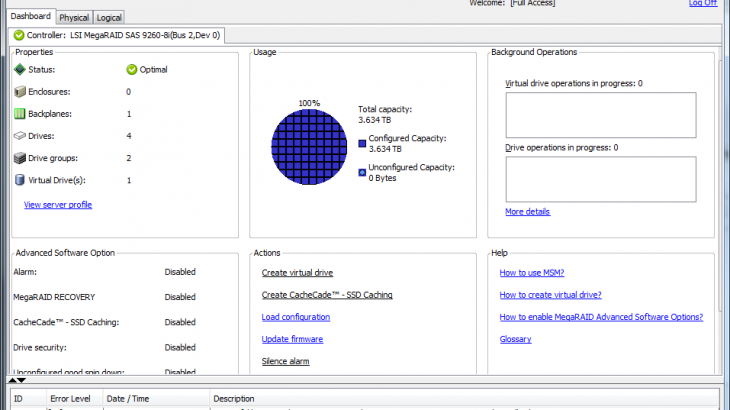 Welcome: [Full Access]
Log Off
Dashboard Physical Logical
Controller: LSI MegaRAID SAS 9260-8i(Bus 2,Dev 0)
Properties
Status: Optimal
Enclosures: 0
Backplanes: 1
Drives: 4
Drive groups: 2
Virtual Drive(s): 1
View server profile
Usage
100%
Total capacity:
3.634 TB
Configured Capacity:
3.634 TB
Unconfigured Capacity:
0 Bytes
Background Operations
Virtual drive operations in progress: 0
Drive operations in progress: 0
More details
Advanced Software Option
Alarm: Disabled
MegaRAID RECOVERY Disabled
CacheCade™ - SSD Caching: Disabled
Drive security: Disabled
Unconfigured good spin down: Disabled
Actions
Create virtual drive
Create CacheCade™ - SSD Caching
Load configuration
Update firmware
Silence alarm
Help
How to use MSM?
How to create virtual drive?
How to enable MegaRAID Advanced Software Options?
Glossary
ID Error Level Date / Time Description